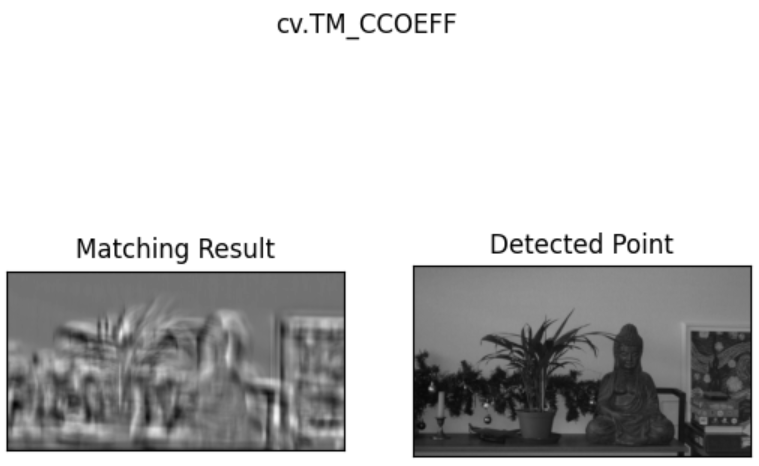 cv.TM_CCOEFF
Matching Result
Detected Point